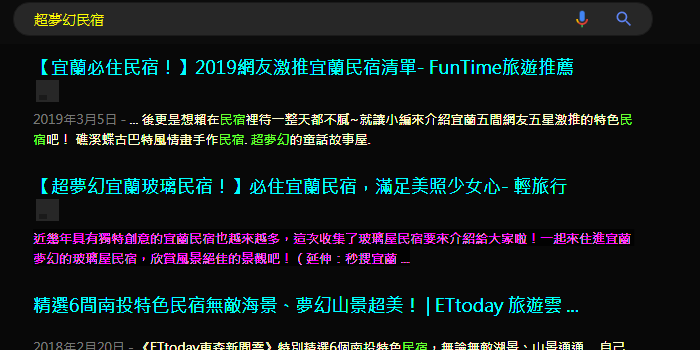 超夢幻民宿
【宜蘭必住民宿！】2019網友激推宜蘭民宿清單- FunTime旅遊推薦
2019年3月5日 - ... 後更是想賴在民宿裡待一整天都不膩~就讓小編來介紹宜蘭五間網友五星激推的特色民
宿吧！ 礁溪蝶古巴特風情畫手作民宿. 超夢幻的童話故事屋.
【超夢幻宜蘭玻璃民宿！】必住宜蘭民宿，滿足美照少女心- 輕旅行
近幾年具有獨特創意的宜蘭民宿也越來越多，這次收集了玻璃屋民宿要來介紹給大家啦！一起來住進宜蘭
夢幻的玻璃屋民宿，欣賞風景絕佳的景觀吧！（延伸：秒搜宜蘭 ...
精選6間南投特色民宿無敵海景、夢幻山景超美！ | ETtoday 旅遊雲 ...
2018年2月20日 - 《ETtoday東森新聞雲》特別精選6個南投特色民宿，無論無敵湖景、山景通通... 自己